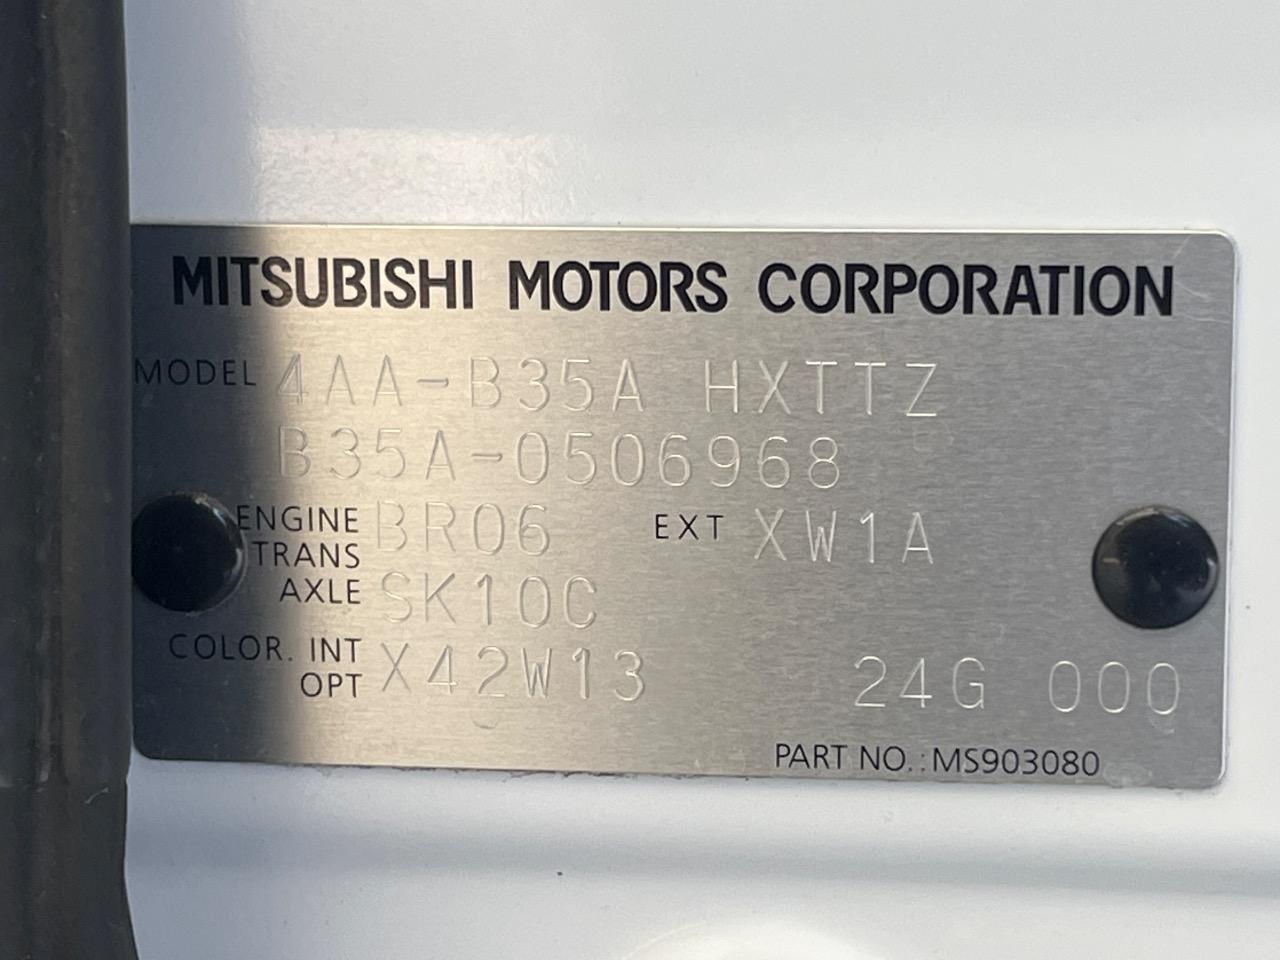 MITSUBISHI MOTORS CORPORATION
MODEL 4AA-B35A HXTTZ
B35A-0506968
ENGINE BR06 EXT XW1A
TRANS
AXLE SK10C
COLOR. INT
OPT X42W13 24G 000
PART NO.:MS903080